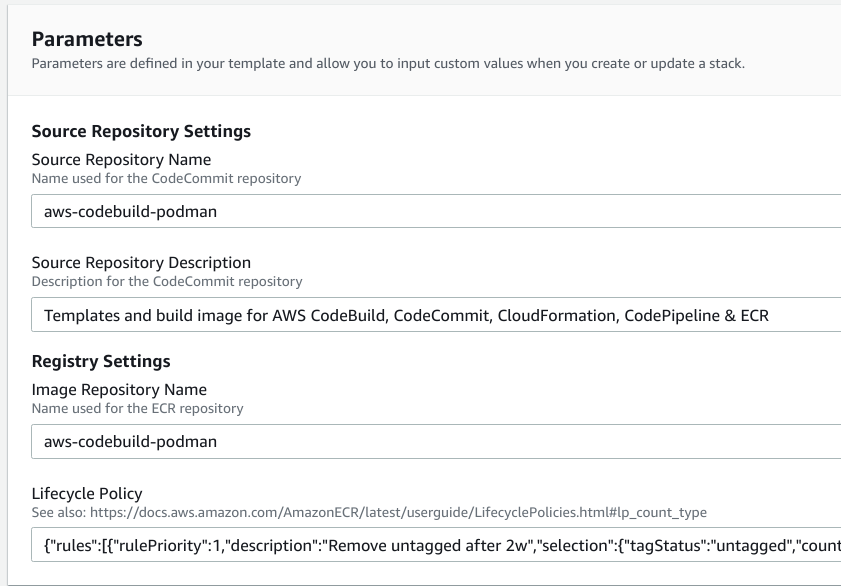 Parameters
Parameters are defined in your template and allow you to input custom values when you create or update a stack.
Source Repository Settings
Source Repository Name
Name used for the CodeCommit repository
aws-codebuild-podman
Source Repository Description
Description for the CodeCommit repository
Templates and build image for AWS CodeBuild, CodeCommit, CloudFormation, CodePipeline & ECR
Registry Settings
Image Repository Name
Name used for the ECR repository
aws-codebuild-podman
Lifecycle Policy
See also: https://docs.aws.amazon.com/AmazonECR/latest/userguide/LifecyclePolicies.html#lp_count_type
{"rules":[{"rulePriority":1,"description":"Remove untagged after 2w","selection":{"tagStatus":"untagged","count